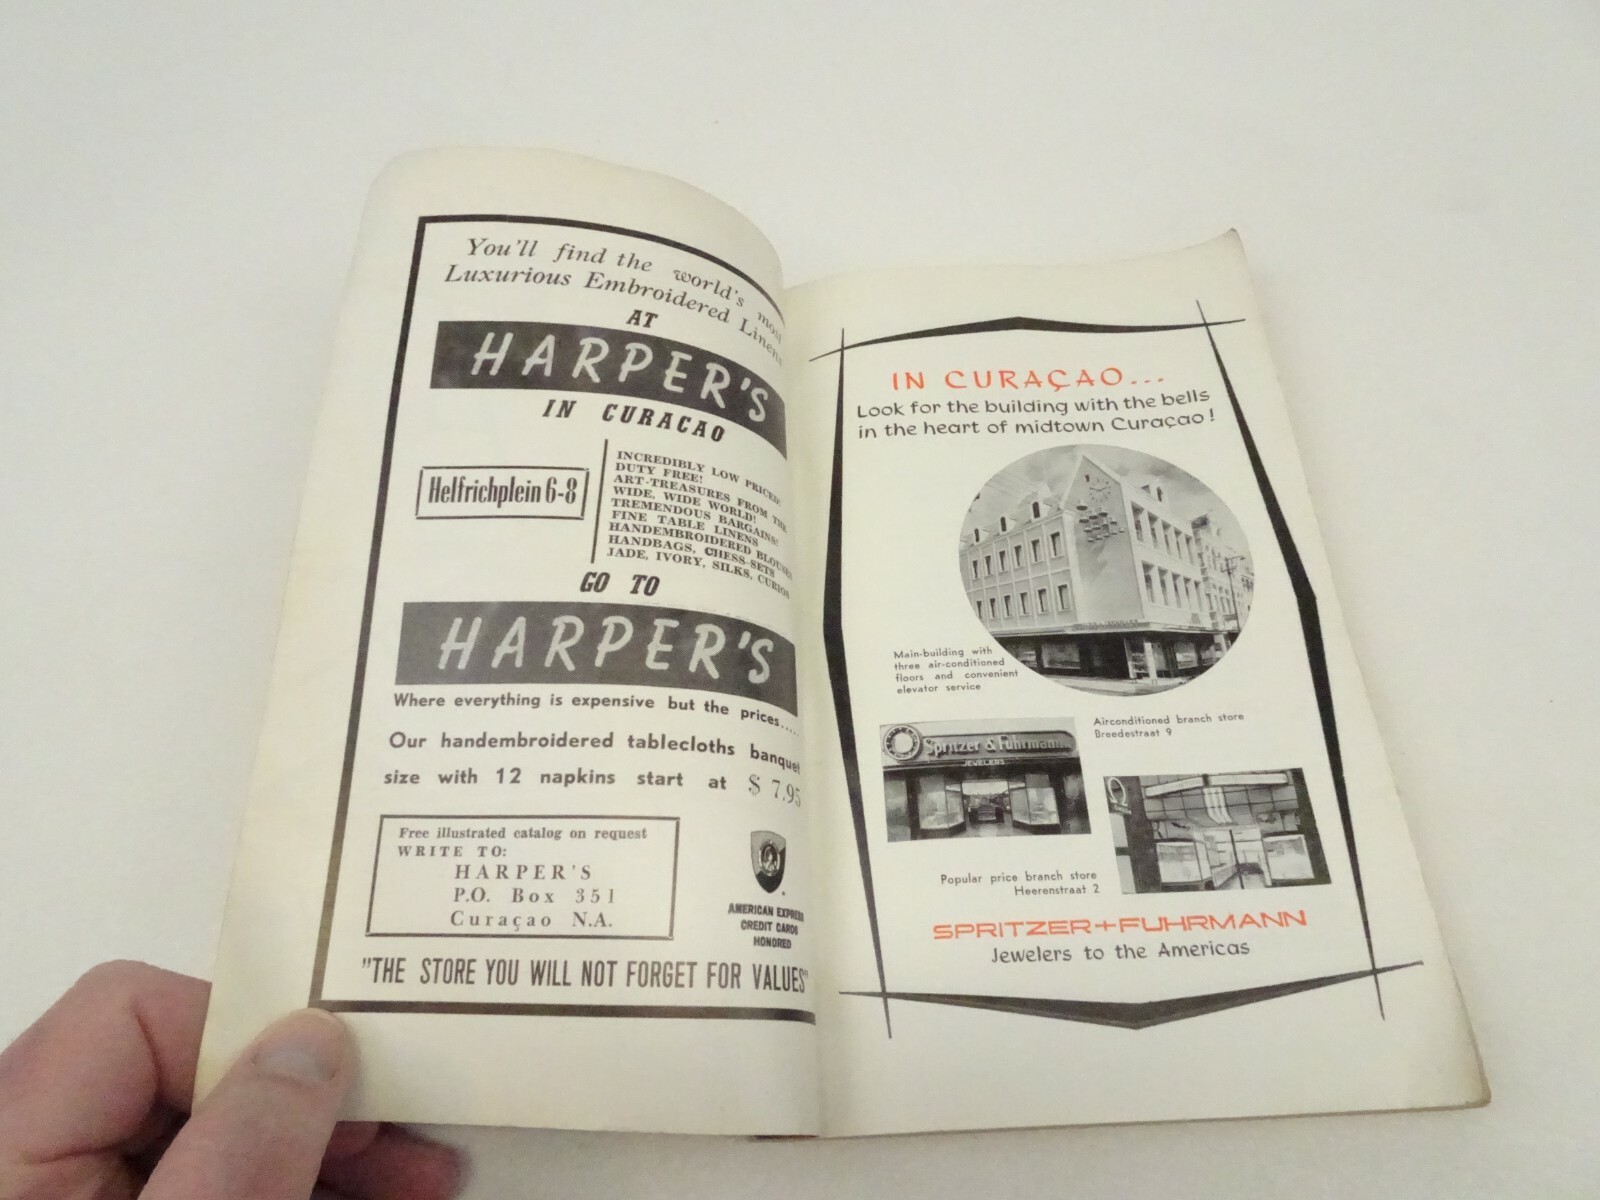 You'll find the world's most
Luxurious Embroidered Linens
AT
HARPER'S
IN CURACAO
Helfrichplein 6-8
INCREDIBLY LOW PRICED!
DUTY FREE!
ART-TREASURES FROM THE
WIDE, WIDE WORLD!
TREMENDOUS BARGAINS!
FINE TABLE LINENS
HANDEMBROIDERED BLOUSES
HANDBAGS, CHESS-SETS
JADE, IVORY, SILKS, CURIOS
GO TO
HARPER'S
Where everything is expensive but the prices.....
Our handembroidered tablecloths banquet
size with 12 napkins start at $ 7.95
Free illustrated catalog on request
WRITE TO:
HARPER'S
P.O. Box 351
Curaçao N.A.
AMERICAN EXPRESS
CREDIT CARDS
HONORED
"THE STORE YOU WILL NOT FORGET FOR VALUES"
IN CURAÇAO...
Look for the building with the bells
in the heart of midtown Curaçao!
Main-building with
three air-conditioned
floors and convenient
elevator service
Airconditioned branch store
Breedestraat 9
Spritzer & Fuhrmann
JEWELERS
Popular price branch store
Heerenstraat 2
SPRITZER+FUHRMANN
Jewelers to the Americas